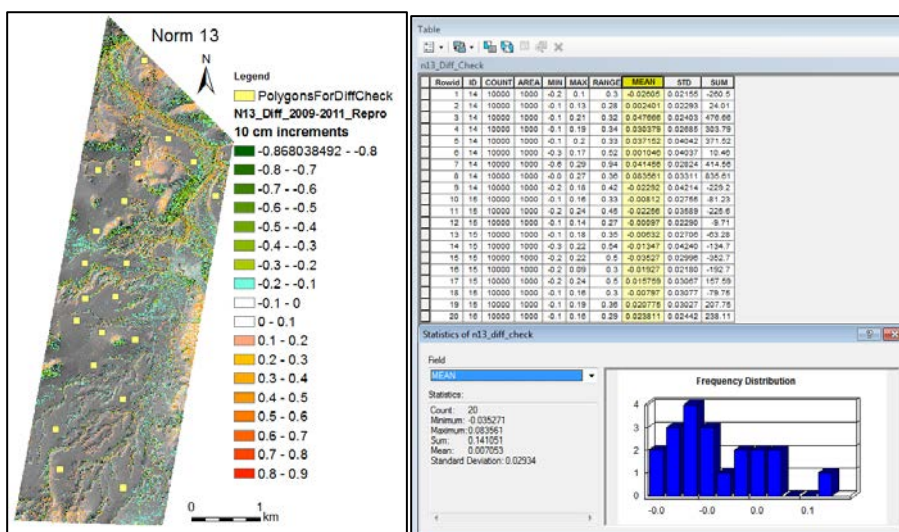 Norm 13
N
Legend
PolygonsForDiffCheck
N13_Diff_2009-2011_Repro
10 cm increments
-0.868038492 - -0.8
-0.8 - -0.7
-0.7 - -0.6
-0.6 - -0.5
-0.5 - -0.4
-0.4 - -0.3
-0.3 - -0.2
-0.2 - -0.1
-0.1 - 0
0 - 0.1
0.1 - 0.2
0.2 - 0.3
0.3 - 0.4
0.4 - 0.5
0.5 - 0.6
0.6 - 0.7
0.7 - 0.8
0.8 - 0.9
0 1
km
Table
n13_Diff_Check
Rowid ID COUNT AREA MIN MAX RANGE MEAN STD SUM
1 14 10000 1000 -0.2 0.1 0.3 -0.02605 0.02155 -260.5
2 14 10000 1000 -0.1 0.13 0.28 0.002401 0.02293 24.01
3 14 10000 1000 -0.1 0.21 0.32 0.047666 0.02403 476.66
4 14 10000 1000 -0.1 0.19 0.34 0.030379 0.02685 303.79
5 14 10000 1000 -0.1 0.2 0.33 0.037152 0.04042 371.52
6 14 10000 1000 -0.3 0.17 0.52 0.001046 0.04037 10.46
7 14 10000 1000 -0.6 0.29 0.94 0.041456 0.02824 414.56
8 14 10000 1000 -0.0 0.27 0.36 0.083561 0.03311 835.61
9 14 10000 1000 -0.2 0.18 0.42 -0.02292 0.04214 -229.2
10 15 10000 1000 -0.1 0.16 0.33 -0.00812 0.02766 -81.23
11 15 10000 1000 -0.2 0.24 0.45 -0.02256 -225.6
12 15 10000 1000 -0.1 0.14 0.27 -0.00097 0.02290 -9.71
13 15 10000 1000 -0.1 0.18 0.35 -0.00632 0.02706 -63.28
14 15 10000 1000 -0.3 0.22 0.54 -0.01347 0.04240 -134.7
15 15 10000 1000 -0.2 0.22 0.5 -0.03527 0.02996 -352.7
16 15 10000 1000 -0.2 0.09 0.3 -0.01927 0.02180 -192.7
17 15 10000 1000 -0.2 0.24 0.5 0.015759 0.03067 157.59
18 15 10000 1000 -0.1 0.16 0.3 -0.00797 0.03077 -79.76
19 15 10000 1000 -0.1 0.19 0.36 0.020775 0.03027 207.75
20 10000 1000 -0.1 0.16 0.29 0.023811 0.02442 238.11
Statistics of n13_diff_check
Field
MEAN
Statistics:
Count: 20
Minimum: -0.035271
Maximum: 0.083561
Sum: 0.141053
Mean: 0.007053
Standard Deviation: 0.02934
Frequency Distribution
4
3
2
1
0
-0.0 -0.0 0.0 0.1